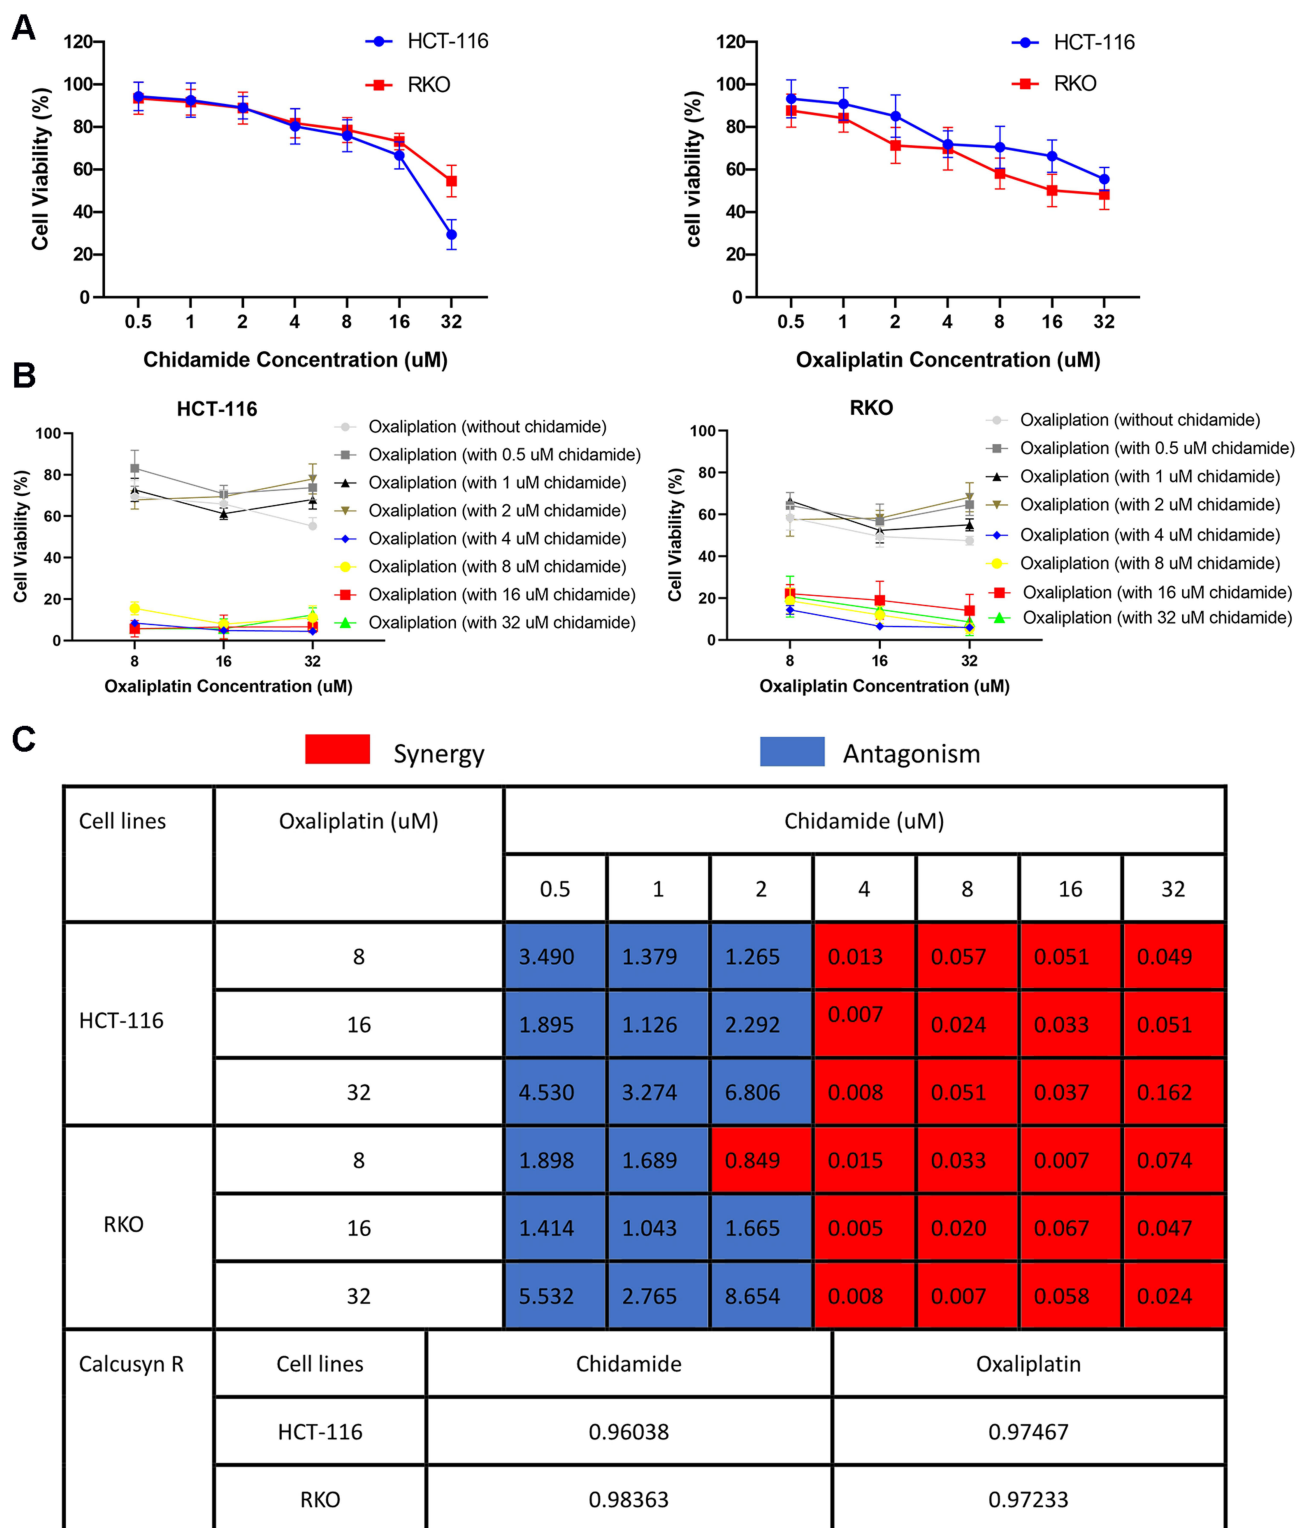 A
120
100
80
60
40
20
0
Cell Viability (%)
HCT-116
RKO
0.5 1 2 4 8 16 32
Chidamide Concentration (uM)
120
100
80
60
40
20
0
cell viability (%)
HCT-116
RKO
0.5 1 2 4 8 16 32
Oxaliplatin Concentration (uM)
B
HCT-116
100
80
60
40
20
0
Cell Viability (%)
8 16 32
Oxaliplatin Concentration (uM)
Oxaliplation (without chidamide)
Oxaliplation (with 0.5 uM chidamide)
Oxaliplation (with 1 uM chidamide)
Oxaliplation (with 2 uM chidamide)
Oxaliplation (with 4 uM chidamide)
Oxaliplation (with 8 uM chidamide)
Oxaliplation (with 16 uM chidamide)
Oxaliplation (with 32 uM chidamide)
RKO
100
80
60
40
20
0
Cell Viability (%)
8 16 32
Oxaliplatin Concentration (uM)
Oxaliplation (without chidamide)
Oxaliplation (with 0.5 uM chidamide)
Oxaliplation (with 1 uM chidamide)
Oxaliplation (with 2 uM chidamide)
Oxaliplation (with 4 uM chidamide)
Oxaliplation (with 8 uM chidamide)
Oxaliplation (with 16 uM chidamide)
Oxaliplation (with 32 uM chidamide)
C
Synergy Antagonism
Cell lines Oxaliplatin (uM) Chidamide (uM)
0.5 1 2 4 8 16 32
HCT-116
8 3.490 1.379 1.265 0.013 0.057 0.051 0.049
16 1.895 1.126 2.292 0.007 0.024 0.033 0.051
32 4.530 3.274 6.806 0.008 0.051 0.037 0.162
RKO
8 1.898 1.689 0.849 0.015 0.033 0.007 0.074
16 1.414 1.043 1.665 0.005 0.020 0.067 0.047
32 5.532 2.765 8.654 0.008 0.007 0.058 0.024
Calcusyn R Cell lines Chidamide Oxaliplatin
HCT-116 0.96038 0.97467
RKO 0.98363 0.97233